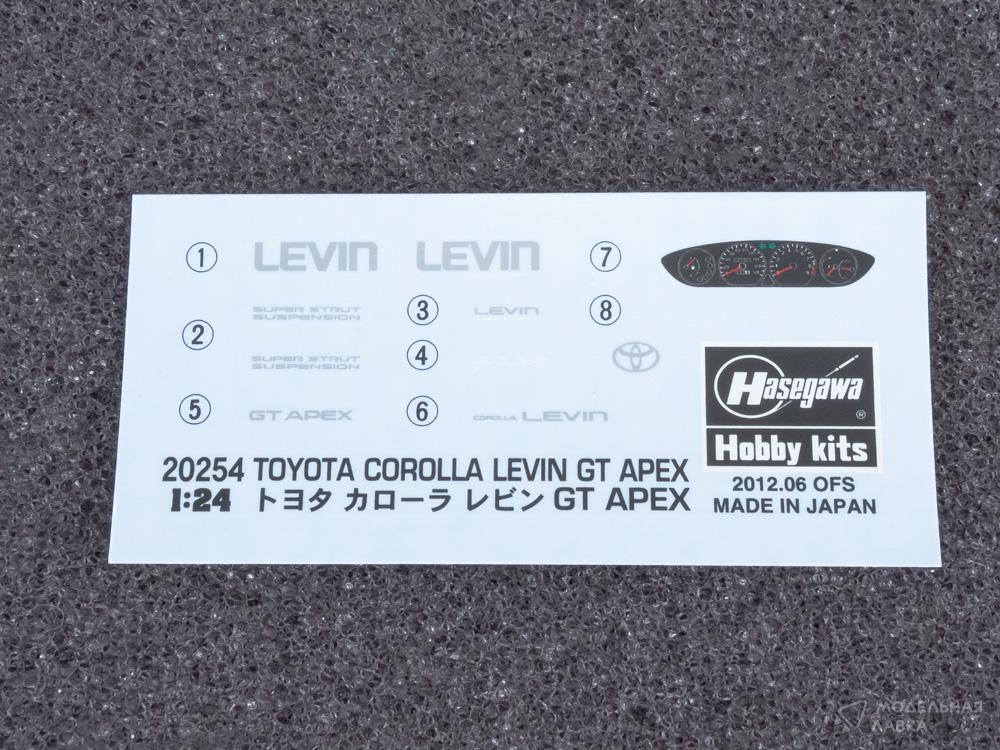 ① LEVIN LEVIN ⑦
② SUPER STRUT SUSPENSION ③ LEVIN ⑧
SUPER STRUT SUSPENSION ④
⑤ GT APEX ⑥ COROLLA LEVIN
Hasegawa ®
Hobby kits
20254 TOYOTA COROLLA LEVIN GT APEX
1:24 トヨタ カローラ レビン GT APEX
2012.06 OFS
MADE IN JAPAN
МОДЕЛЬНАЯ
ЛАВКА